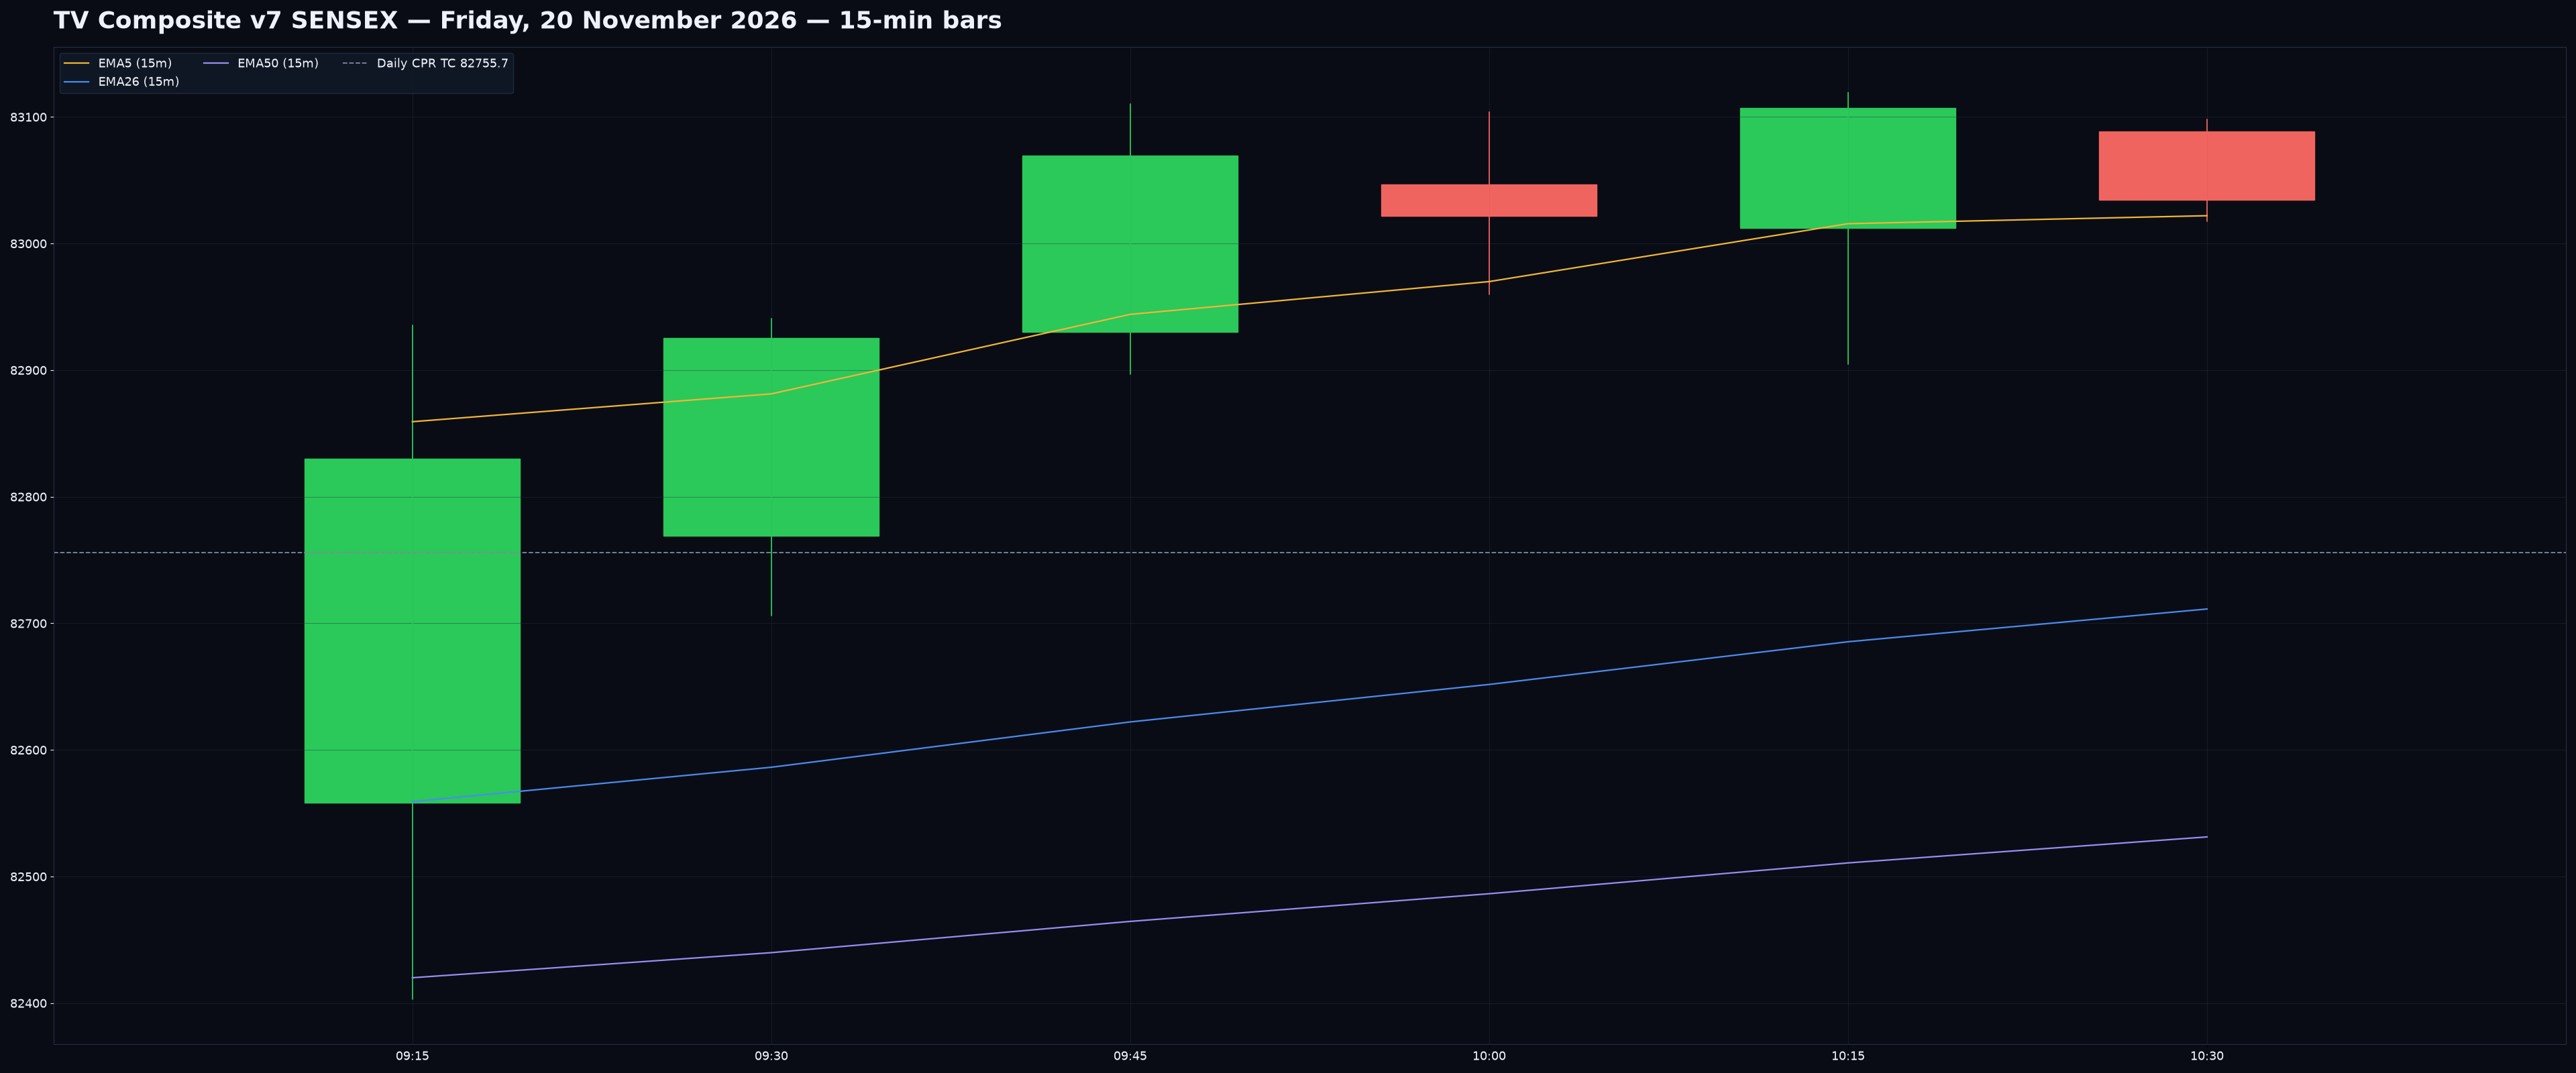 TV Composite v7 SENSEX — Friday, 20 November 2026 — 15-min bars
EMA5 (15m) EMA50 (15m) Daily CPR TC 82755.7
EMA26 (15m)
83100
83000
82900
82800
82700
82600
82500
82400
09:15 09:30 09:45 10:00 10:15 10:30